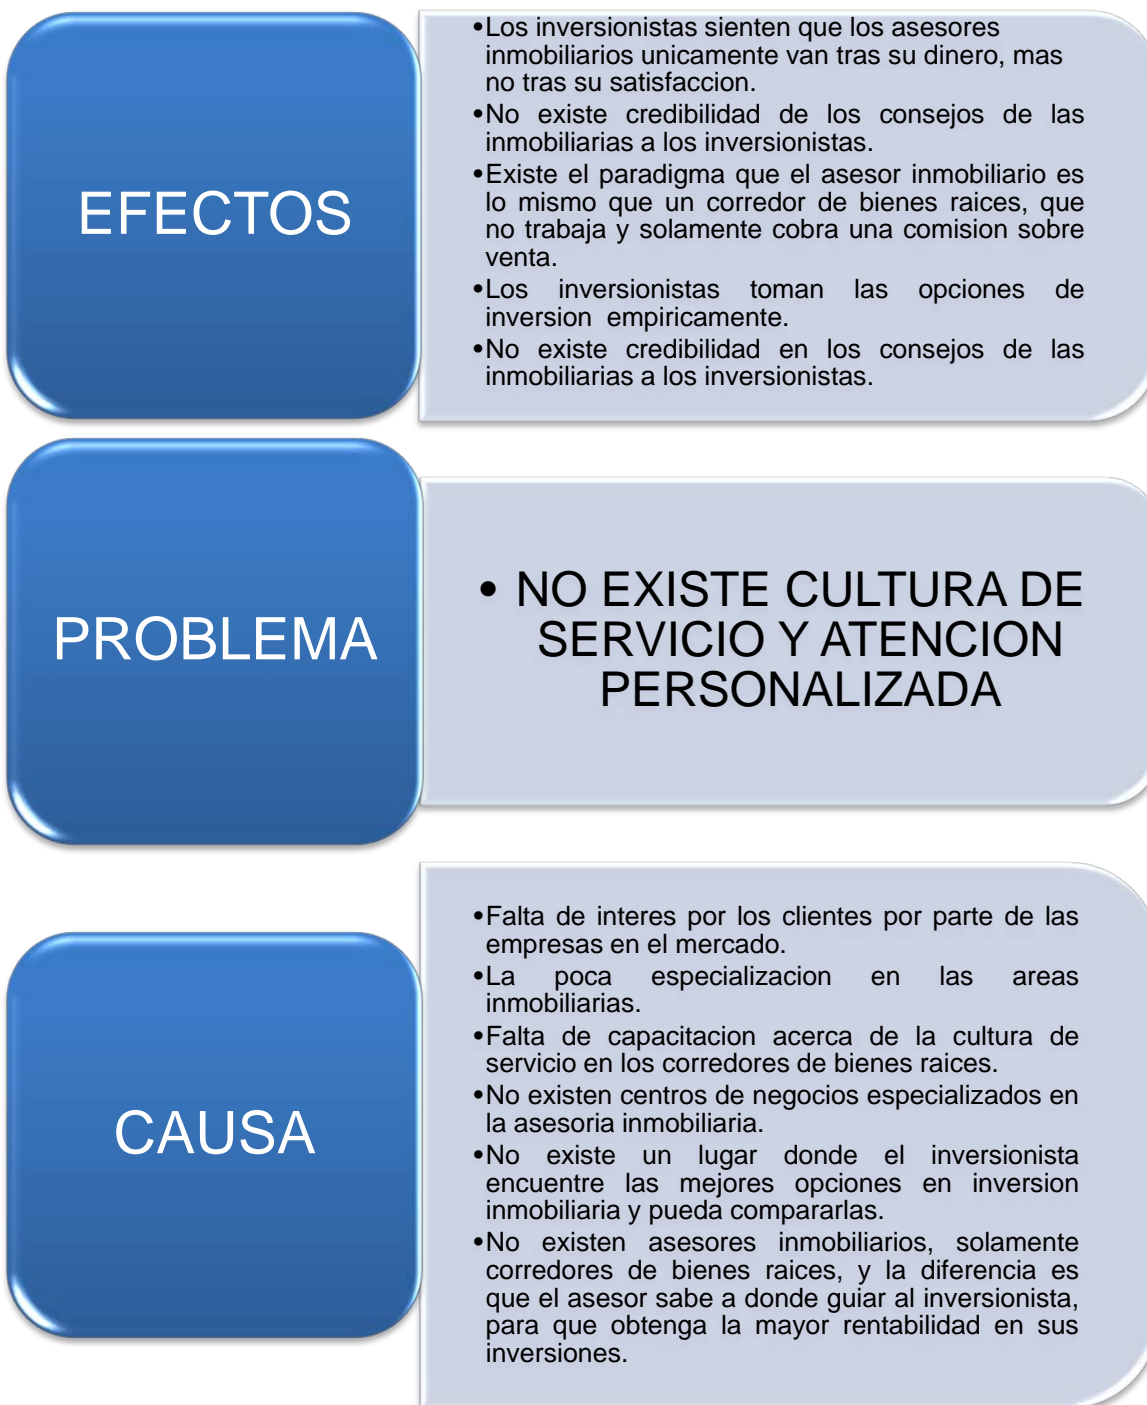 EFECTOS
•Los inversionistas sienten que los asesores
inmobiliarios unicamente van tras su dinero, mas
no tras su satisfaccion.
•No existe credibilidad de los consejos de las
inmobiliarias a los inversionistas.
•Existe el paradigma que el asesor inmobiliario es
lo mismo que un corredor de bienes raices, que
no trabaja y solamente cobra una comision sobre
venta.
•Los inversionistas toman las opciones de
inversion empiricamente.
•No existe credibilidad en los consejos de las
inmobiliarias a los inversionistas.
PROBLEMA
• NO EXISTE CULTURA DE
SERVICIO Y ATENCION
PERSONALIZADA
CAUSA
•Falta de interes por los clientes por parte de las
empresas en el mercado.
•La poca especializacion en las areas
inmobiliarias.
•Falta de capacitacion acerca de la cultura de
servicio en los corredores de bienes raices.
•No existen centros de negocios especializados en
la asesoria inmobiliaria.
•No existe un lugar donde el inversionista
encuentre las mejores opciones en inversion
inmobiliaria y pueda compararlas.
•No existen asesores inmobiliarios, solamente
corredores de bienes raices, y la diferencia es
que el asesor sabe a donde guiar al inversionista,
para que obtenga la mayor rentabilidad en sus
inversiones.